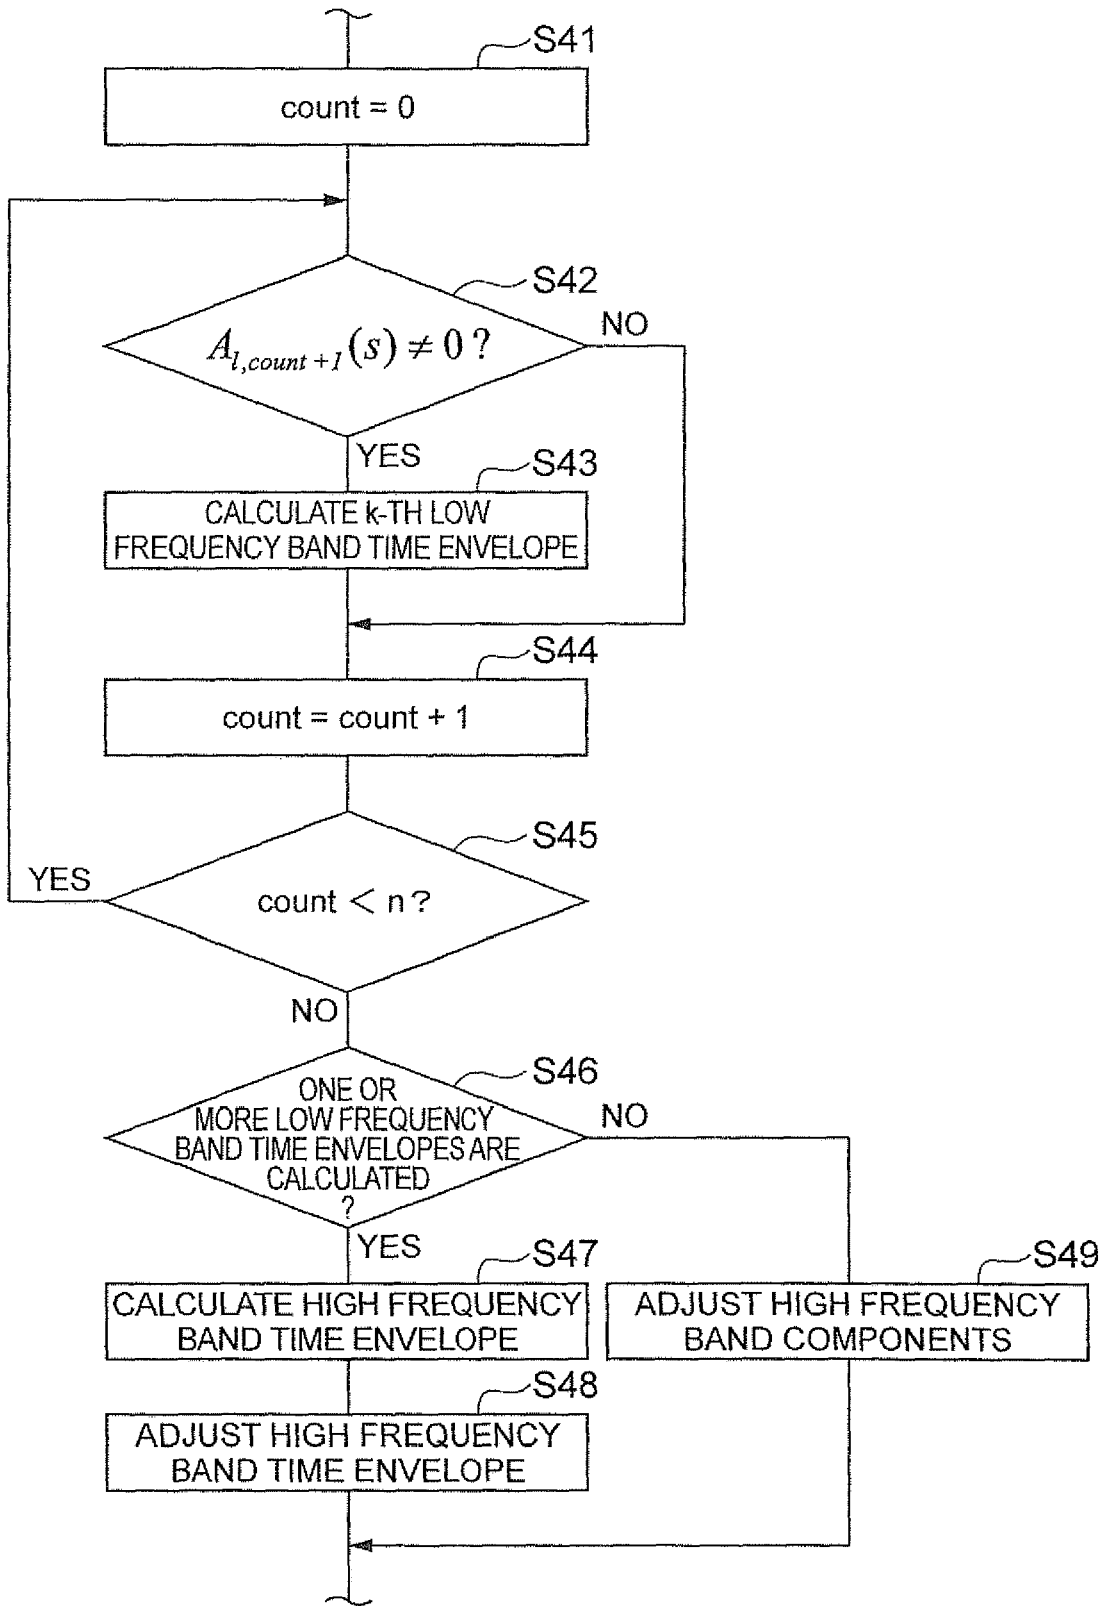 S41
count = 0
S42
A_{l,count+1}(s) ≠ 0 ?
NO
YES
S43
CALCULATE k-TH LOW
FREQUENCY BAND TIME ENVELOPE
S44
count = count + 1
S45
YES
count < n ?
NO
S46
ONE OR
MORE LOW FREQUENCY
BAND TIME ENVELOPES ARE
CALCULATED
?
NO
YES
S47
CALCULATE HIGH FREQUENCY
BAND TIME ENVELOPE
S49
ADJUST HIGH FREQUENCY
BAND COMPONENTS
S48
ADJUST HIGH FREQUENCY
BAND TIME ENVELOPE